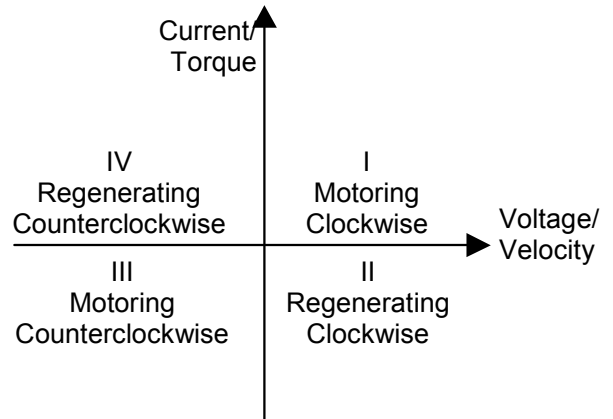 Current/
Torque
IV
Regenerating
Counterclockwise
I
Motoring
Clockwise
Voltage/
Velocity
III
Motoring
Counterclockwise
II
Regenerating
Clockwise